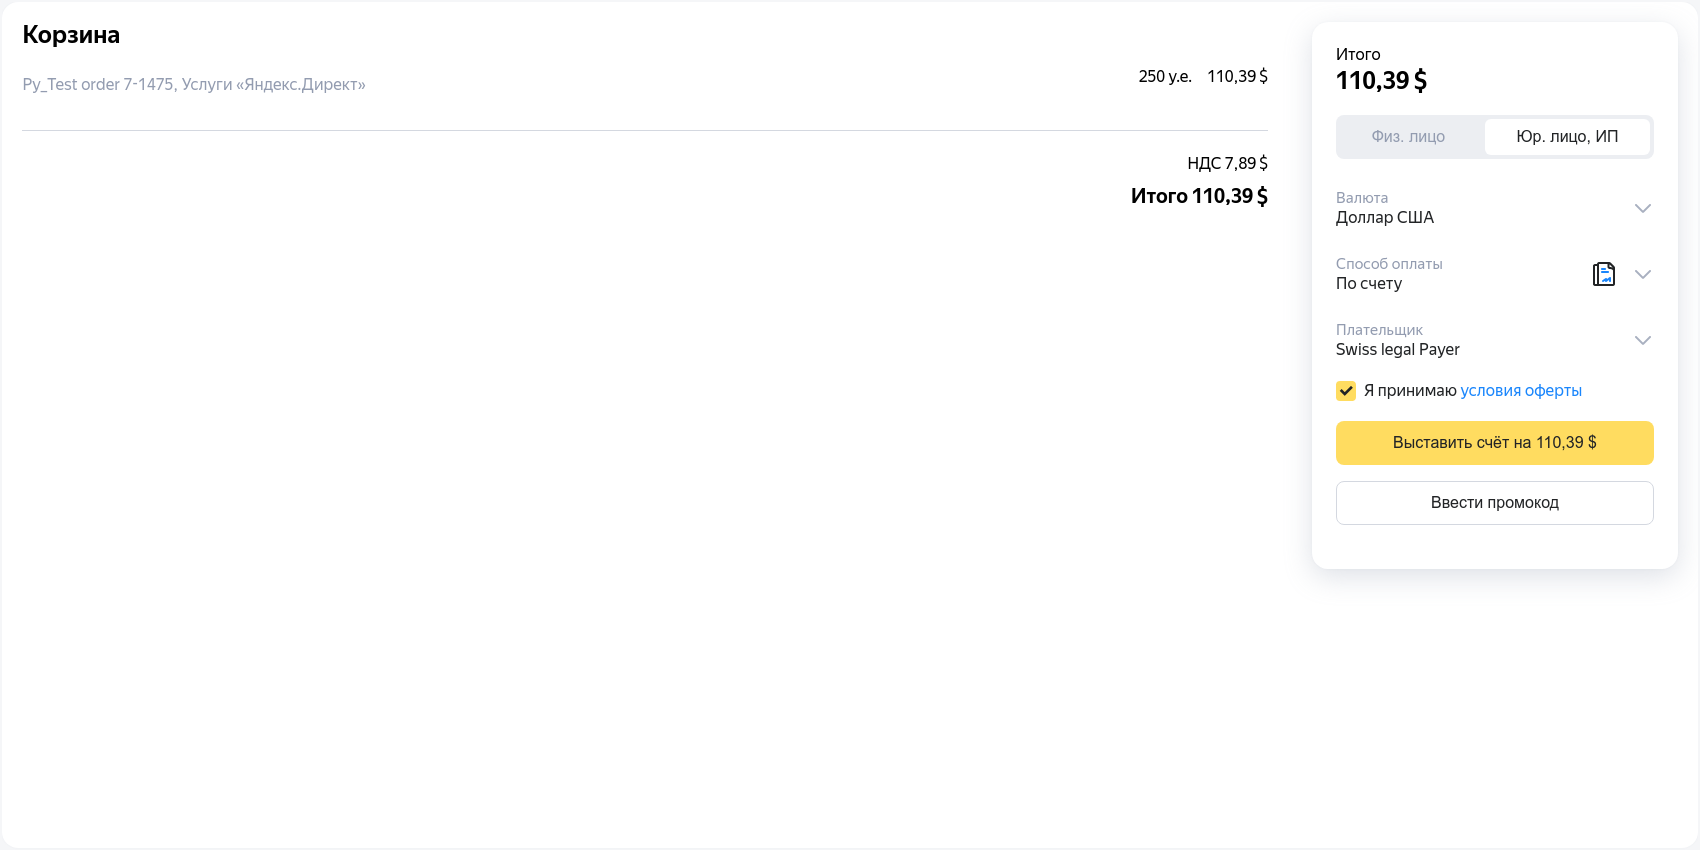 Корзина
Py_Test order 7-1475, Услуги «Яндекс.Директ»
250 у.е. 110,39 $
НДС 7,89 $
Итого 110,39 $
Итого
110,39 $
Физ. лицо
Юр. лицо, ИП
Валюта
Доллар США
Способ оплаты
По счету
Плательщик
Swiss legal Payer
Я принимаю условия оферты
Выставить счёт на 110,39 $
Ввести промокод